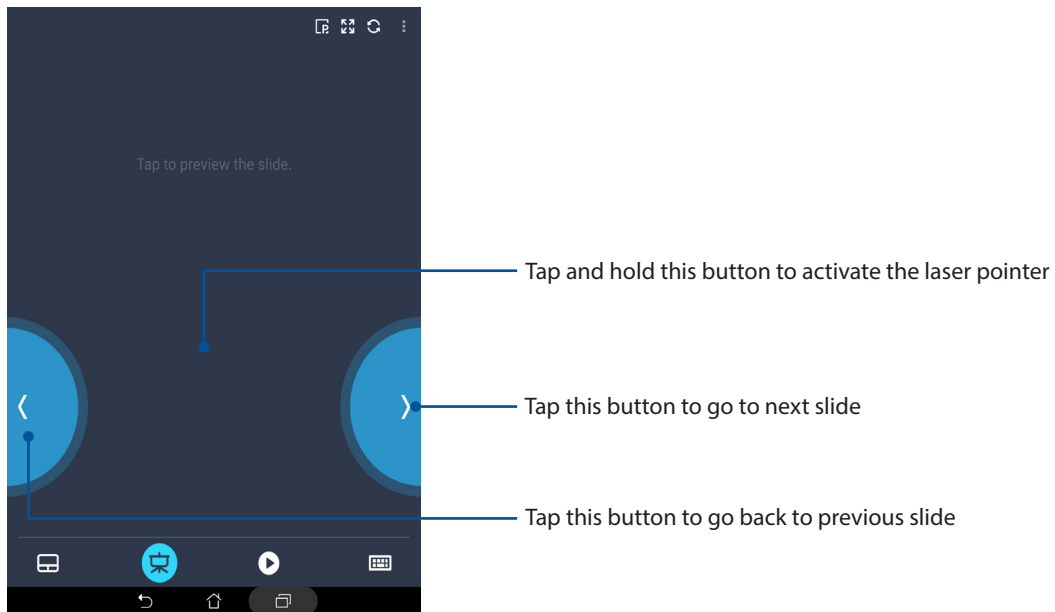 Tap to preview the slide.
Tap and hold this button to activate the laser pointer
Tap this button to go to next slide
Tap this button to go back to previous slide